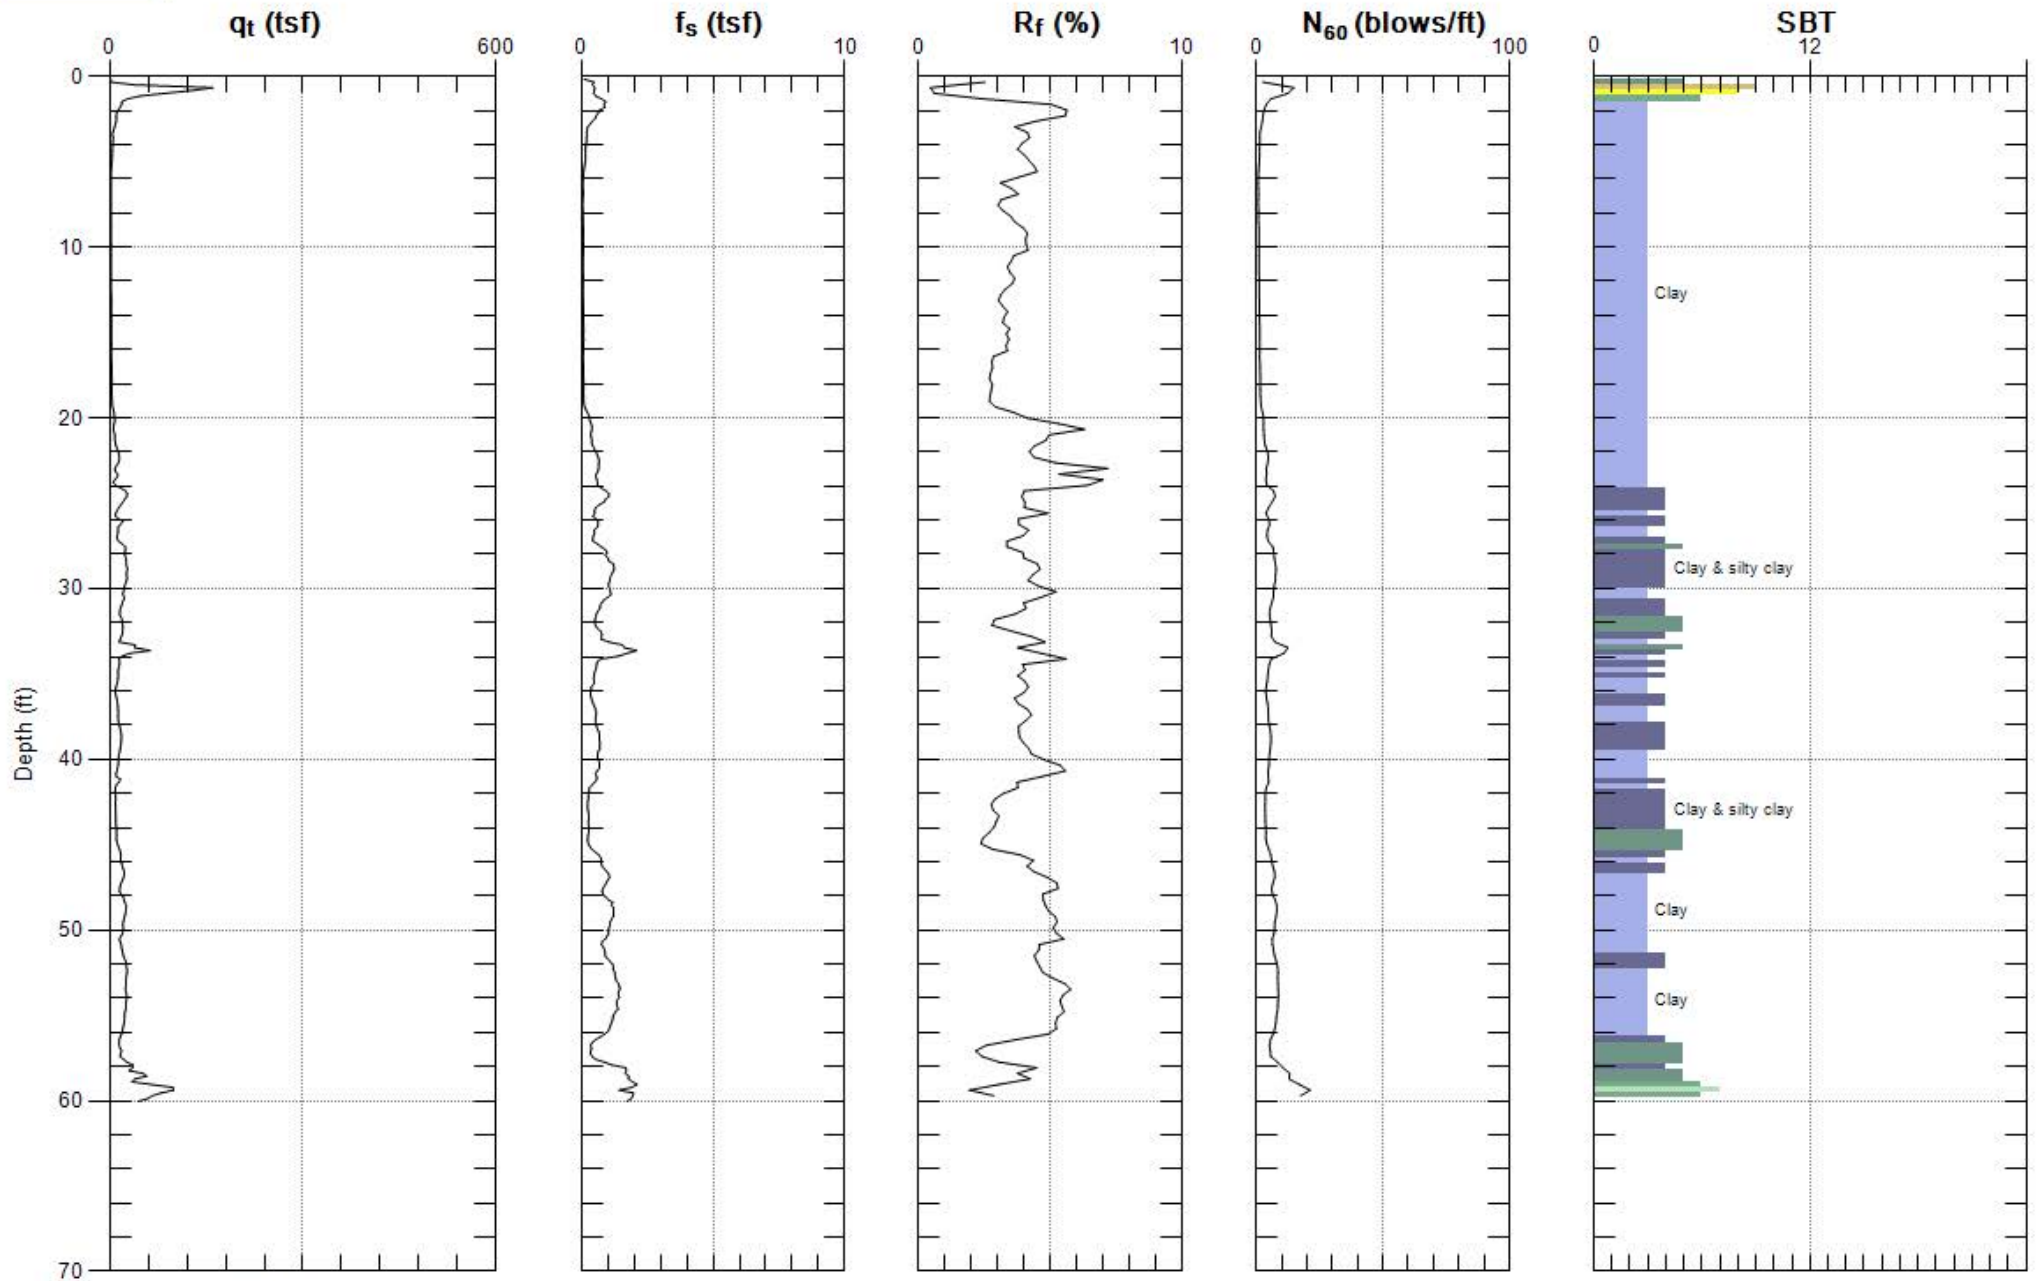 qt (tsf)
fs (tsf)
Rf (%)
N60 (blows/ft)
SBT
0 600
0 10
0 10
0 100
0 12
0
10
20
30
40
50
60
70
Depth (ft)
Clay
Clay & silty clay
Clay & silty clay
Clay
Clay